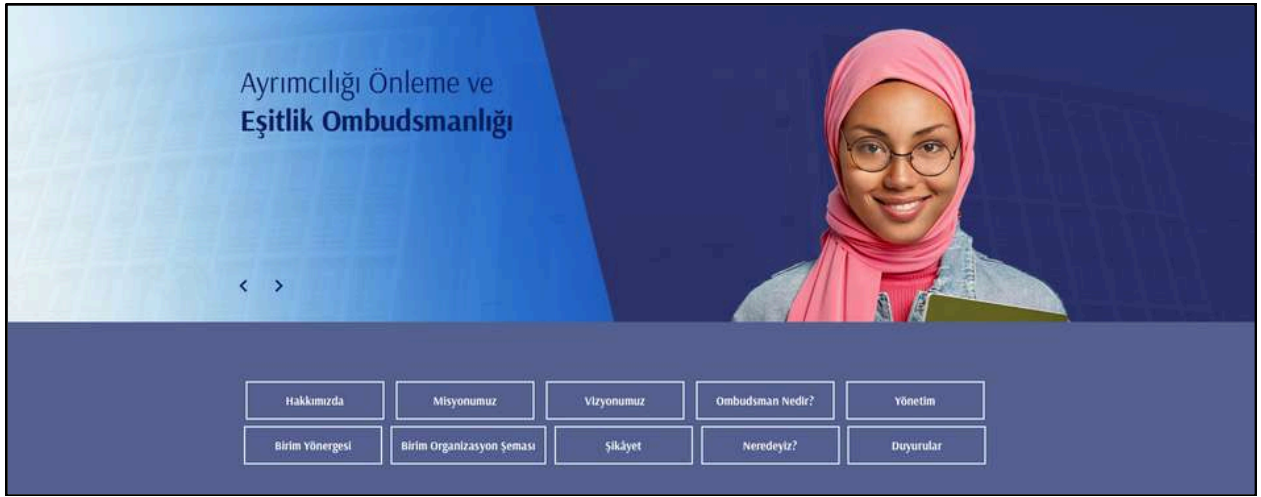 Ayrımcılığı Önleme ve
Eşitlik Ombudsmanlığı
Hakkımızda
Misyonumuz
Vizyonumuz
Ombudsman Nedir?
Yönetim
Birim Yönergesi
Birim Organizasyon Şeması
Şikâyet
Neredeyiz?
Duyurular